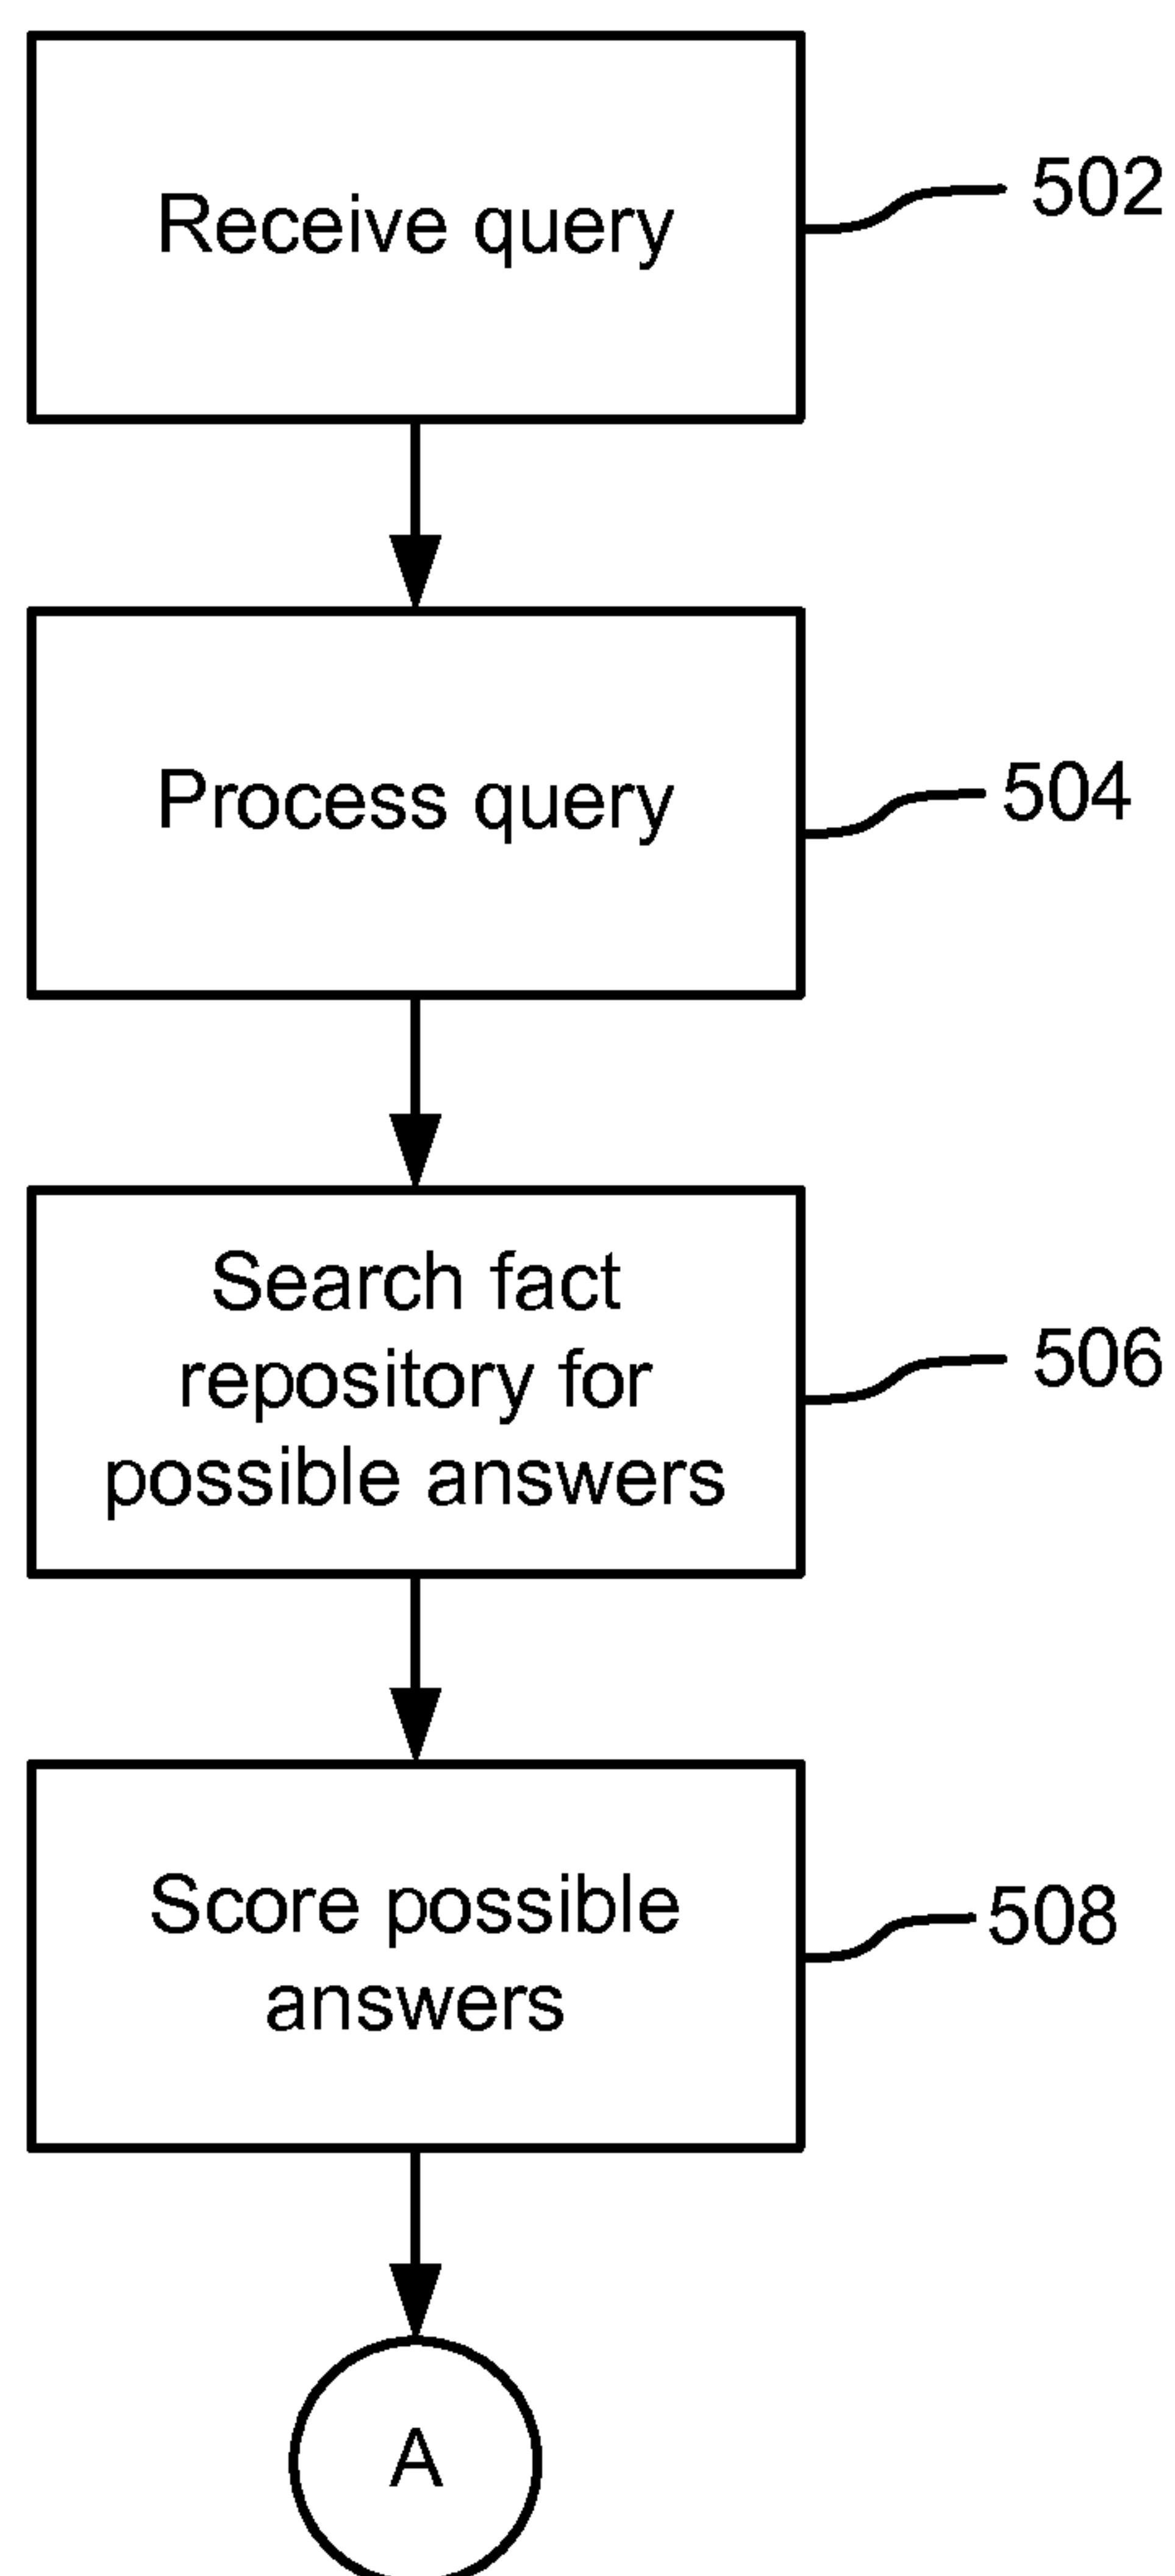 Receive query
502
Process query
504
Search fact
repository for
possible answers
506
Score possible
answers
508
A